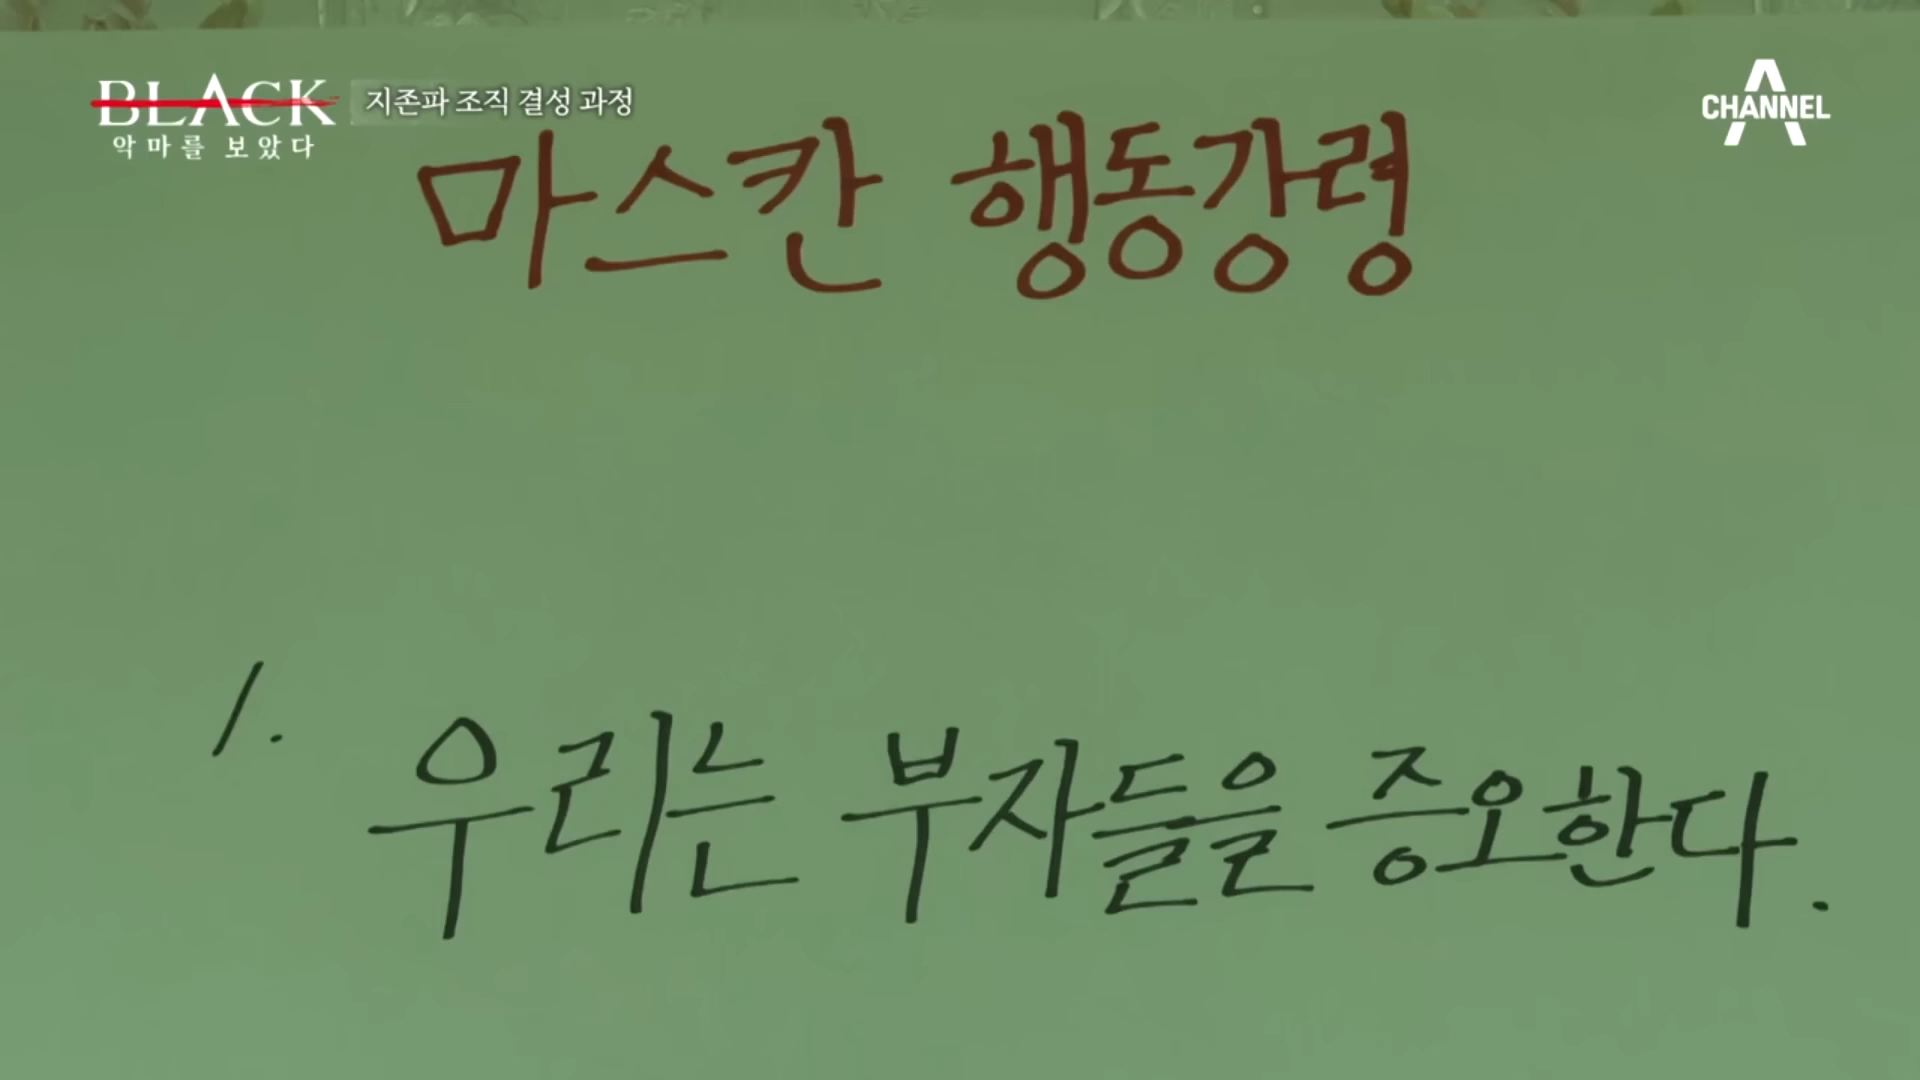 BLACK
악마를 보았다
지존파 조직 결성 과정
CHANNEL A
마스칸 행동강령
1. 우리는 부자들을 증오한다.